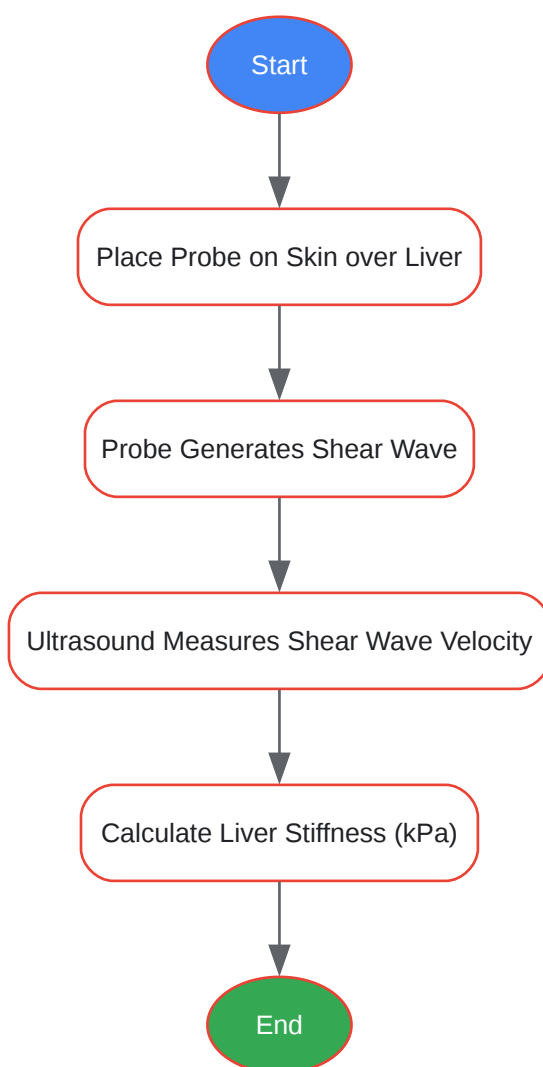 Start
Place Probe on Skin over Liver
Probe Generates Shear Wave
Ultrasound Measures Shear Wave Velocity
Calculate Liver Stiffness (kPa)
End